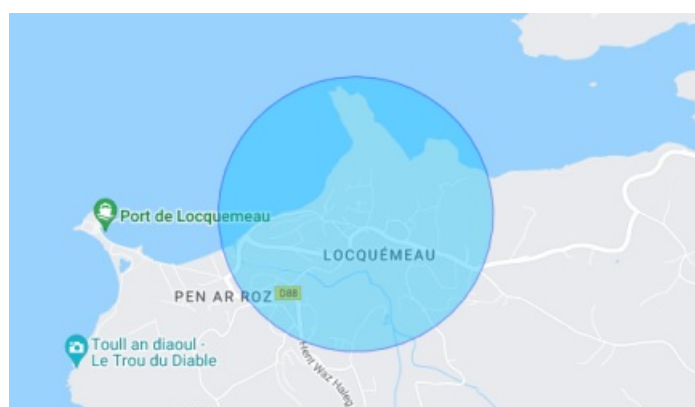 Port de Locquemeau
LOCQUÉMEAU
PEN AR ROZ
D88
Toull an diaoul -
Le Trou du Diable
Hent Waz Haleg